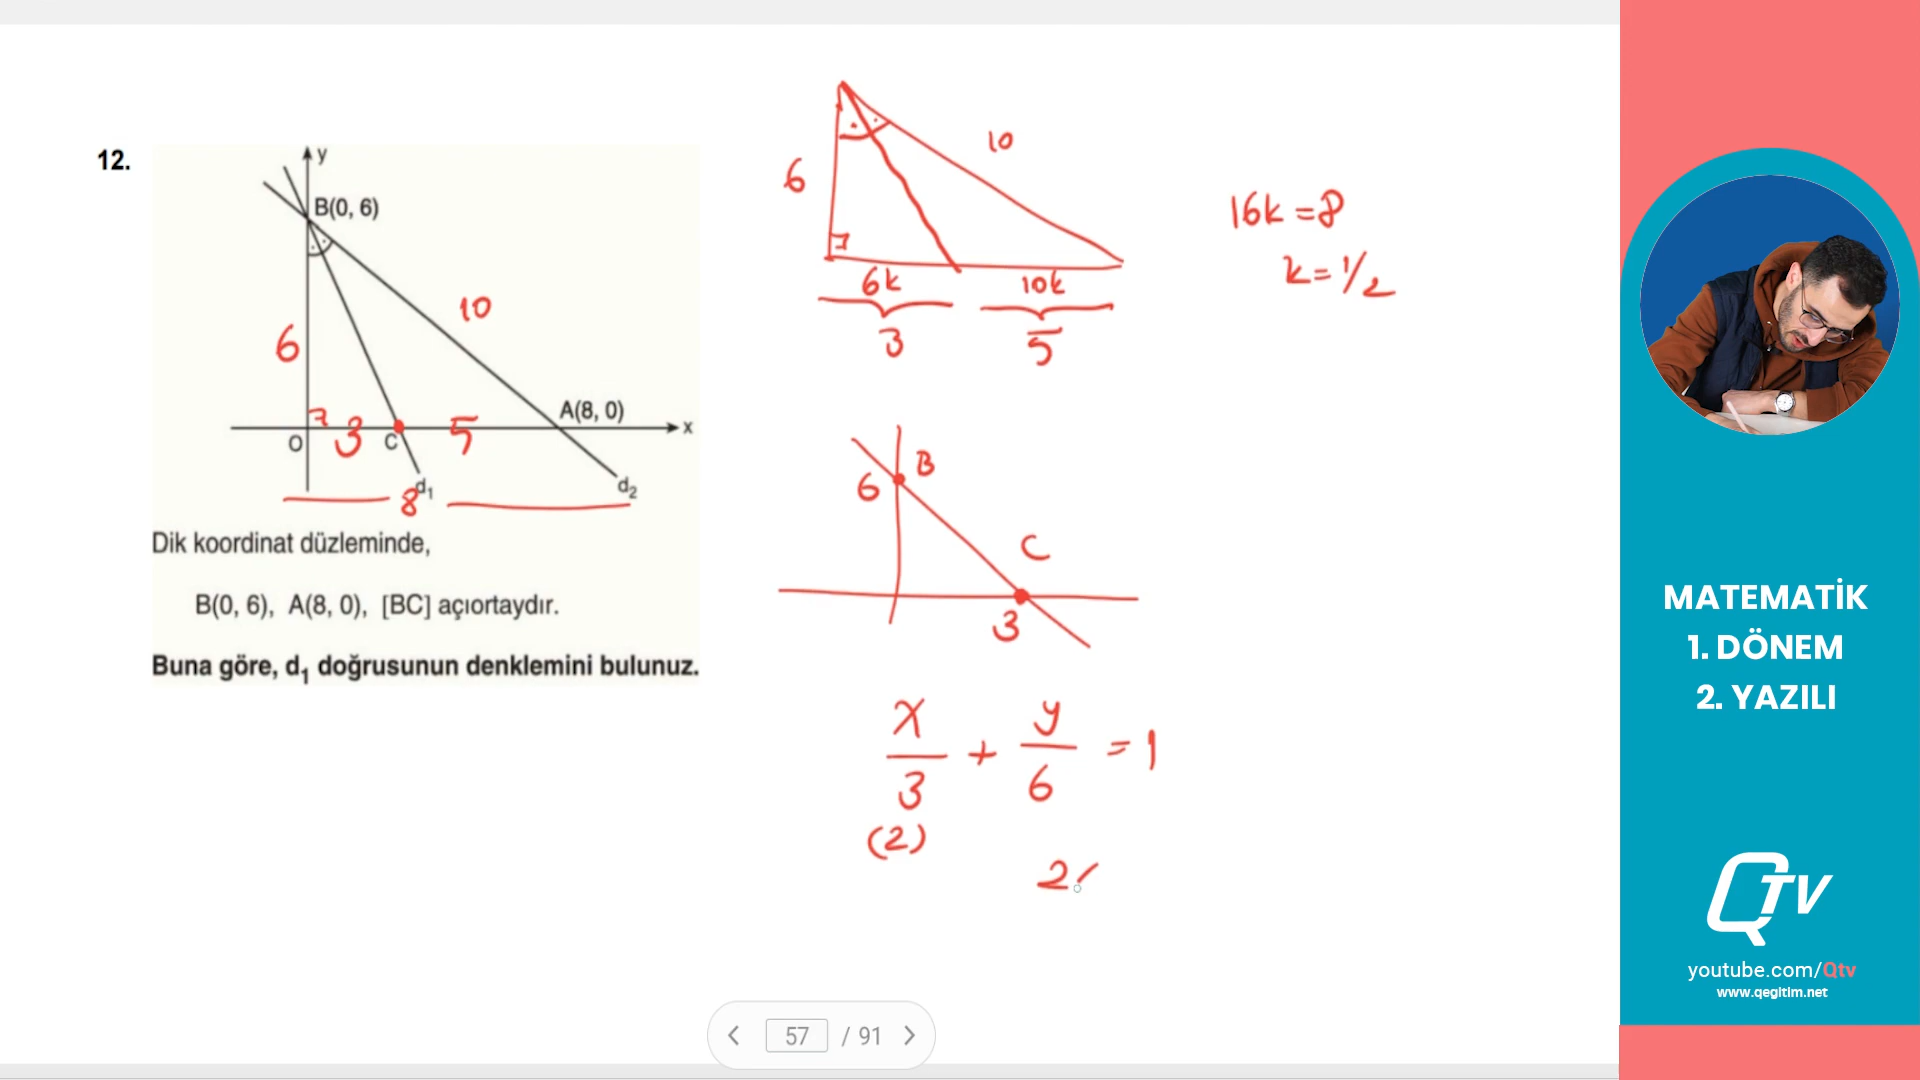 12.
y
B(0, 6)
10
6
A(8, 0)
x
O
3
C
5
d1
8
d2
Dik koordinat düzleminde,
B(0, 6), A(8, 0), [BC] açıortaydır.
Buna göre, d1 doğrusunun denklemini bulunuz.
10
6
6k
10k
3
5
16k = 8
k = 1/2
B
6
C
3
x/3 + y/6 = 1
(2)
2
57 / 91
MATEMATİK
1. DÖNEM
2. YAZILI
QTV
youtube.com/Qtv
www.qegitim.net